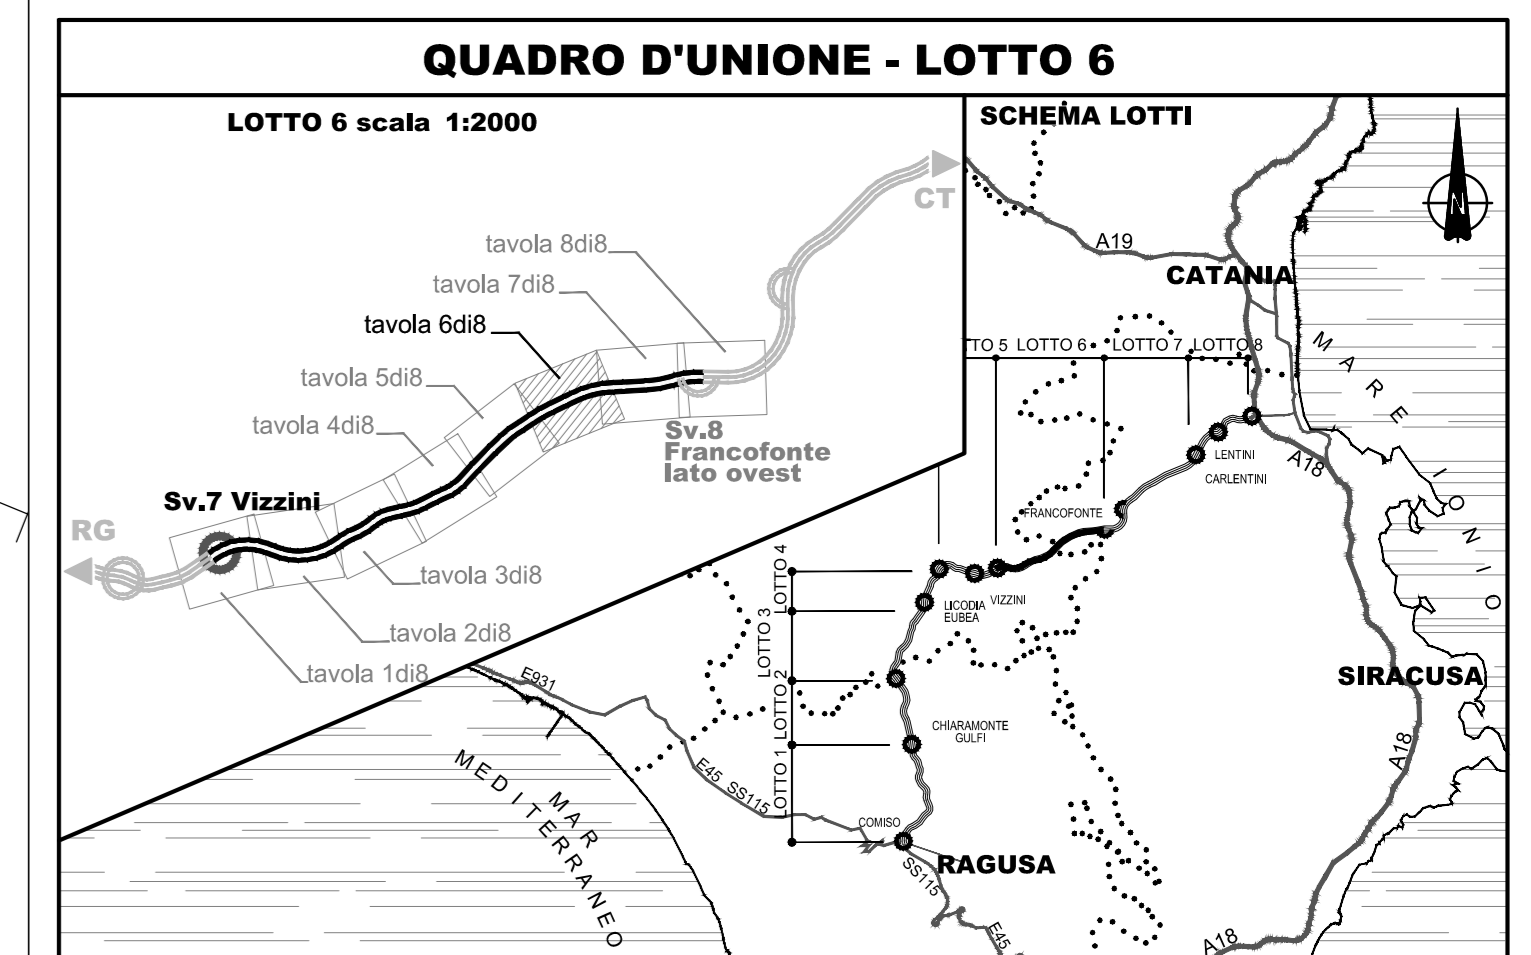 QUADRO D'UNIONE - LOTTO 6
LOTTO 6 scala 1:2000
CT
tavola 8di8
tavola 7di8
tavola 6di8
tavola 5di8
tavola 4di8
Sv.8
Francofonte
lato ovest
Sv.7 Vizzini
RG
tavola 3di8
tavola 2di8
tavola 1di8
SCHEMA LOTTI
N
A19
CATANIA
TTO 5 LOTTO 6 LOTTO 7 LOTTO 8
MARE IONIO
LENTINI
CARLENTINI
A18
FRANCOFONTE
LOTTO 4
LOTTO 3
LOTTO 2
LOTTO 1
VIZZINI
LICODIA
EUBEA
SIRACUSA
E931
CHIARAMONTE
GULFI
A18
MAR
MEDITERRANEO
E45 SS115
COMISO
RAGUSA
SS115
E45
A18